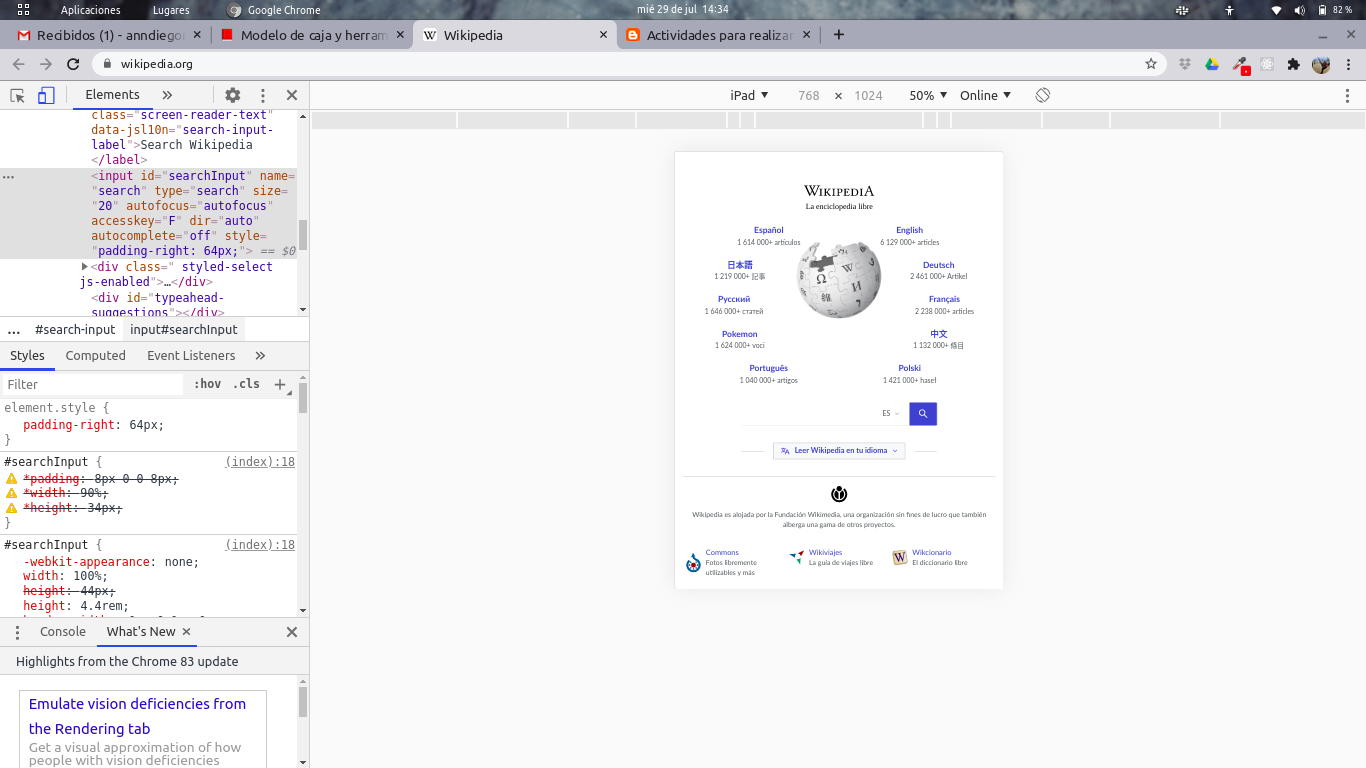 Aplicaciones Lugares Google Chrome mié 29 de jul 14:34 82 %
Recibidos (1) - anndiego Modelo de caja y herram Wikipedia Actividades para realizar
wikipedia.org
Elements
class="screen-reader-text"
data-jsl10n="search-input-
label">Search Wikipedia
</label>
<input id="searchInput" name=
"search" type="search" size=
"20" autofocus="autofocus"
accesskey="F" dir="auto"
autocomplete="off" style=
"padding-right: 64px;"> == $0
<div class=" styled-select
js-enabled">…</div>
<div id="typeahead-
suggestions"></div>
... #search-input input#searchInput
Styles Computed Event Listeners
Filter :hov .cls
element.style {
padding-right: 64px;
}
#searchInput { (index):18
*padding: 8px 0 0 8px;
*width: 90%;
*height: 34px;
}
#searchInput { (index):18
-webkit-appearance: none;
width: 100%;
height: 44px;
height: 4.4rem;
Console What's New
Highlights from the Chrome 83 update
Emulate vision deficiencies from
the Rendering tab
Get a visual approximation of how
people with vision deficiencies
iPad 768 × 1024 50% Online
WIKIPEDIA
La enciclopedia libre
Español
1 614 000+ artículos
English
6 129 000+ articles
日本語
1 219 000+ 記事
Deutsch
2 461 000+ Artikel
Русский
1 646 000+ статей
Français
2 238 000+ articles
Pokemon
1 624 000+ voci
中文
1 132 000+ 條目
Português
1 040 000+ artigos
Polski
1 421 000+ haseł
ES
Leer Wikipedia en tu idioma
Wikipedia es alojada por la Fundación Wikimedia, una organización sin fines de lucro que también
alberga una gama de otros proyectos.
Commons
Fotos libremente
utilizables y más
Wikiviajes
La guía de viajes libre
Wikcionario
El diccionario libre